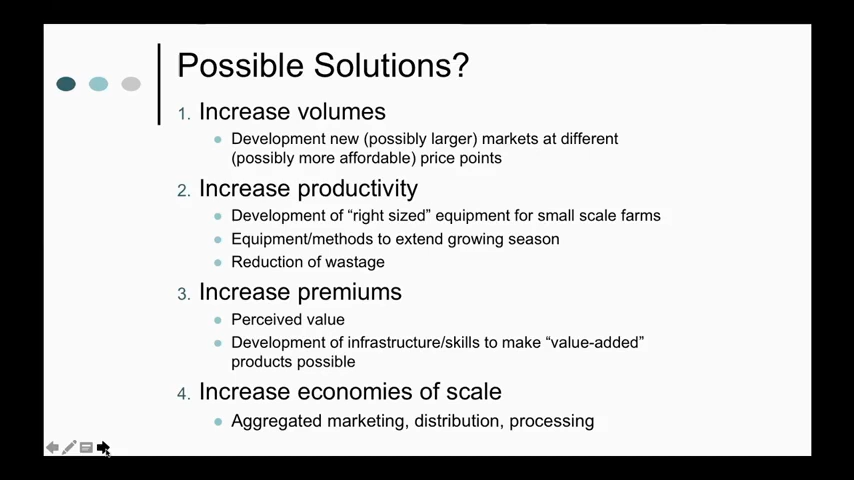 Possible Solutions?
1. Increase volumes
Development new (possibly larger) markets at different
(possibly more affordable) price points
2. Increase productivity
Development of “right sized” equipment for small scale farms
Equipment/methods to extend growing season
Reduction of wastage
3. Increase premiums
Perceived value
Development of infrastructure/skills to make “value-added”
products possible
4. Increase economies of scale
Aggregated marketing, distribution, processing